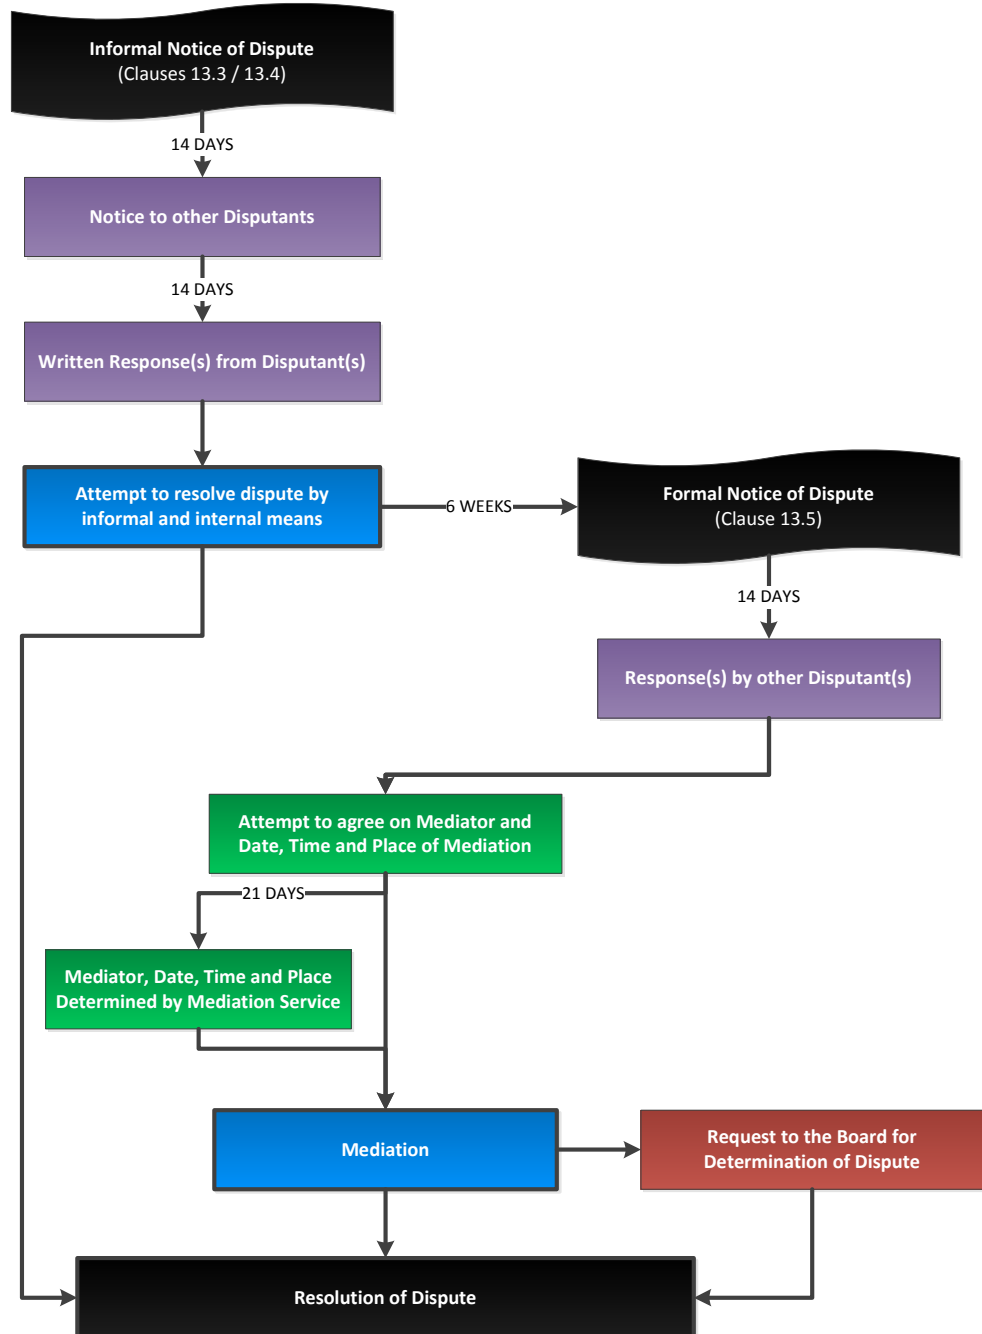 Informal Notice of Dispute
(Clauses 13.3 / 13.4)
14 DAYS
Notice to other Disputants
14 DAYS
Written Response(s) from Disputant(s)
Attempt to resolve dispute by
informal and internal means
6 WEEKS
Formal Notice of Dispute
(Clause 13.5)
14 DAYS
Response(s) by other Disputant(s)
Attempt to agree on Mediator and
Date, Time and Place of Mediation
21 DAYS
Mediator, Date, Time and Place
Determined by Mediation Service
Mediation
Request to the Board for
Determination of Dispute
Resolution of Dispute